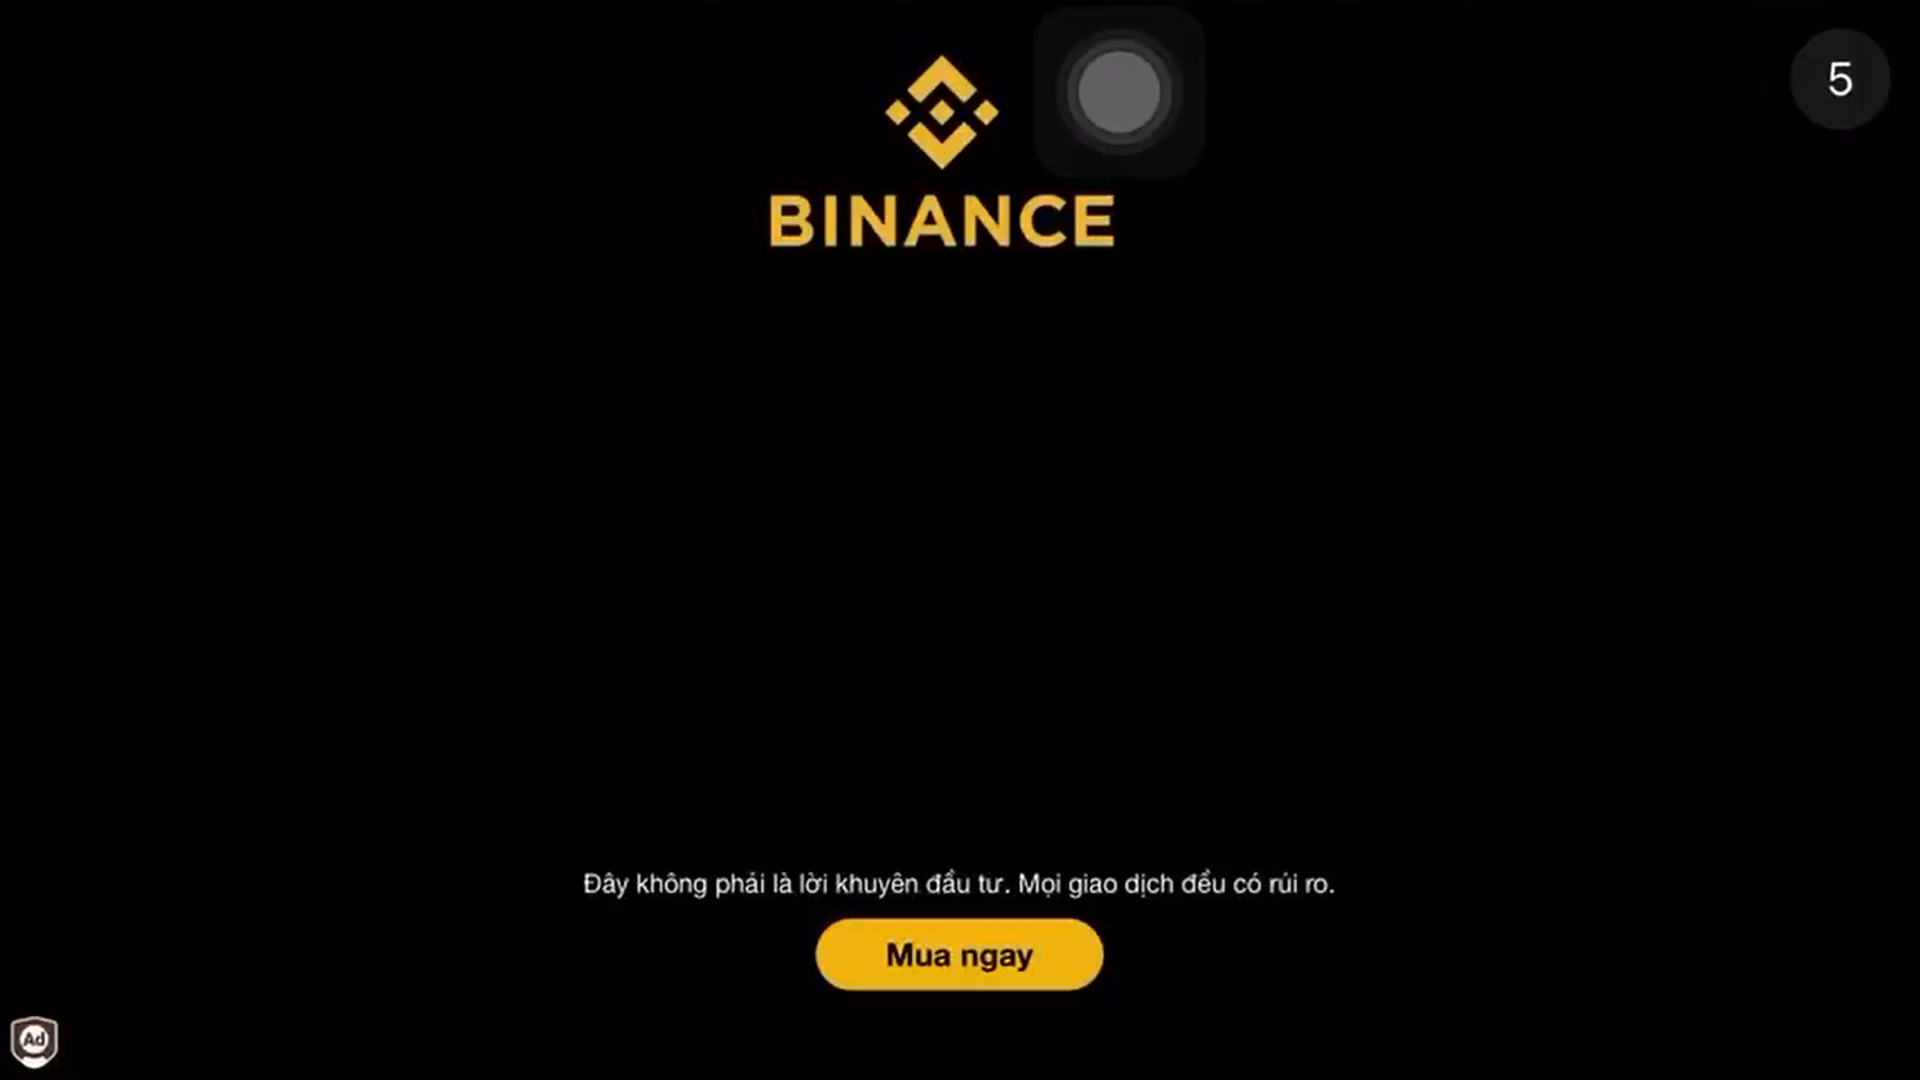 5
BINANCE
Đây không phải là lời khuyên đầu tư. Mọi giao dịch đều có rủi ro.
Mua ngay
Ad